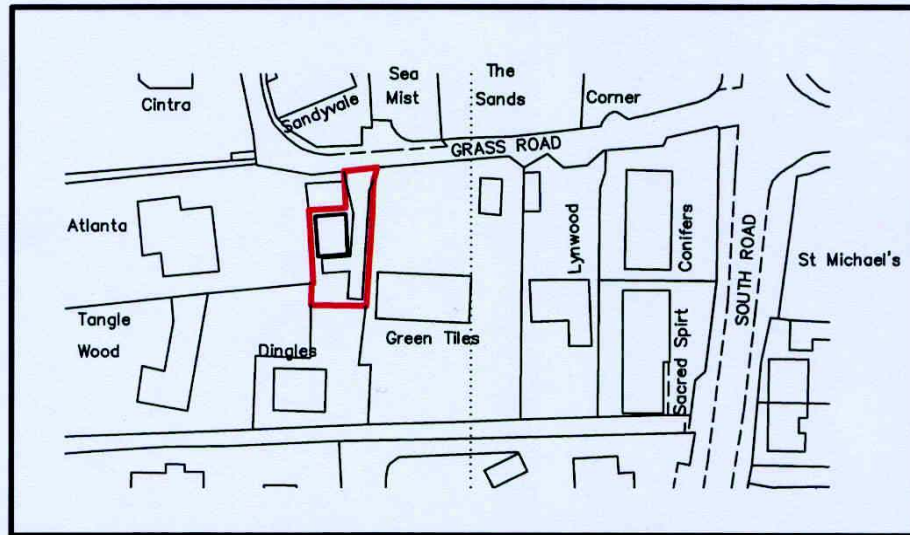 Sea
Mist
The
Sands
Cintra
Sandyvale
Corner
GRASS ROAD
Atlanta
Lynwood
Conifers
SOUTH ROAD
St Michael's
Tangle
Wood
Dingles
Green Tiles
Sacred Spirt